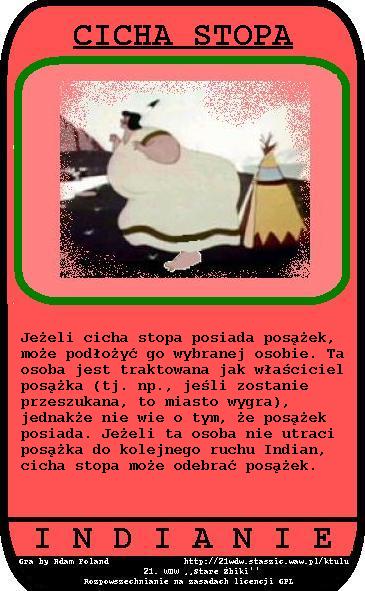 CICHA STOPA
Jeżeli cicha stopa posiada posążek,
może podłożyć go wybranej osobie. Ta
osoba jest traktowana jak właściciel
posążka (tj. np., jeśli zostanie
przeszukana, to miasto wygra),
jednakże nie wie o tym, że posążek
posiada. Jeżeli ta osoba nie utraci
posążka do kolejnego ruchu Indian,
cicha stopa może odebrać posążek.
INDIANIE
Gra by Adam Poland http://21wdw.staszic.waw.pl/ktulu
21. WDW ,,Stare Żbiki''
Rozpowszechnianie na zasadach licencji GPL